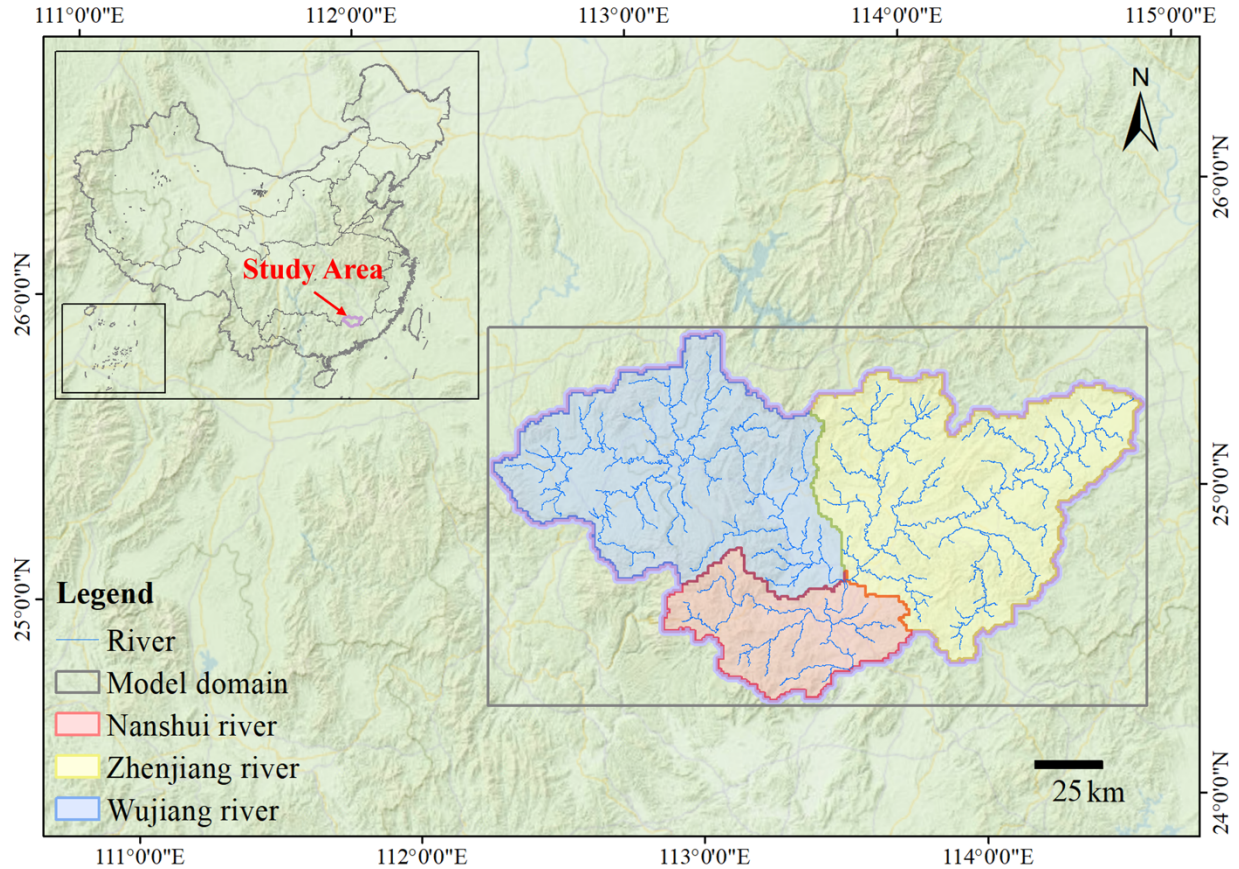 111°0'0"E
112°0'0"E
113°0'0"E
114°0'0"E
115°0'0"E
N
26°0'0"N
26°0'0"N
Study Area
25°0'0"N
25°0'0"N
Legend
River
Model domain
Nanshui river
Zhenjiang river
Wujiang river
25 km
24°0'0"N
111°0'0"E
112°0'0"E
113°0'0"E
114°0'0"E